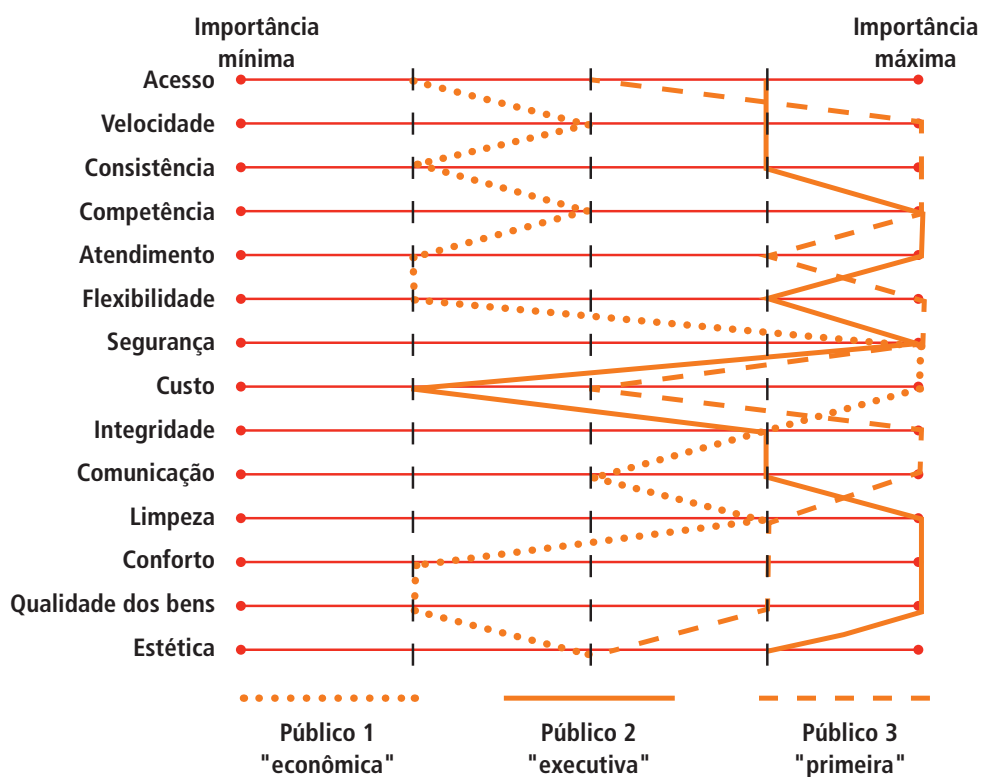 Importância
mínima
Importância
máxima
Acesso
Velocidade
Consistência
Competência
Atendimento
Flexibilidade
Segurança
Custo
Integridade
Comunicação
Limpeza
Conforto
Qualidade dos bens
Estética
Público 1
"econômica"
Público 2
"executiva"
Público 3
"primeira"